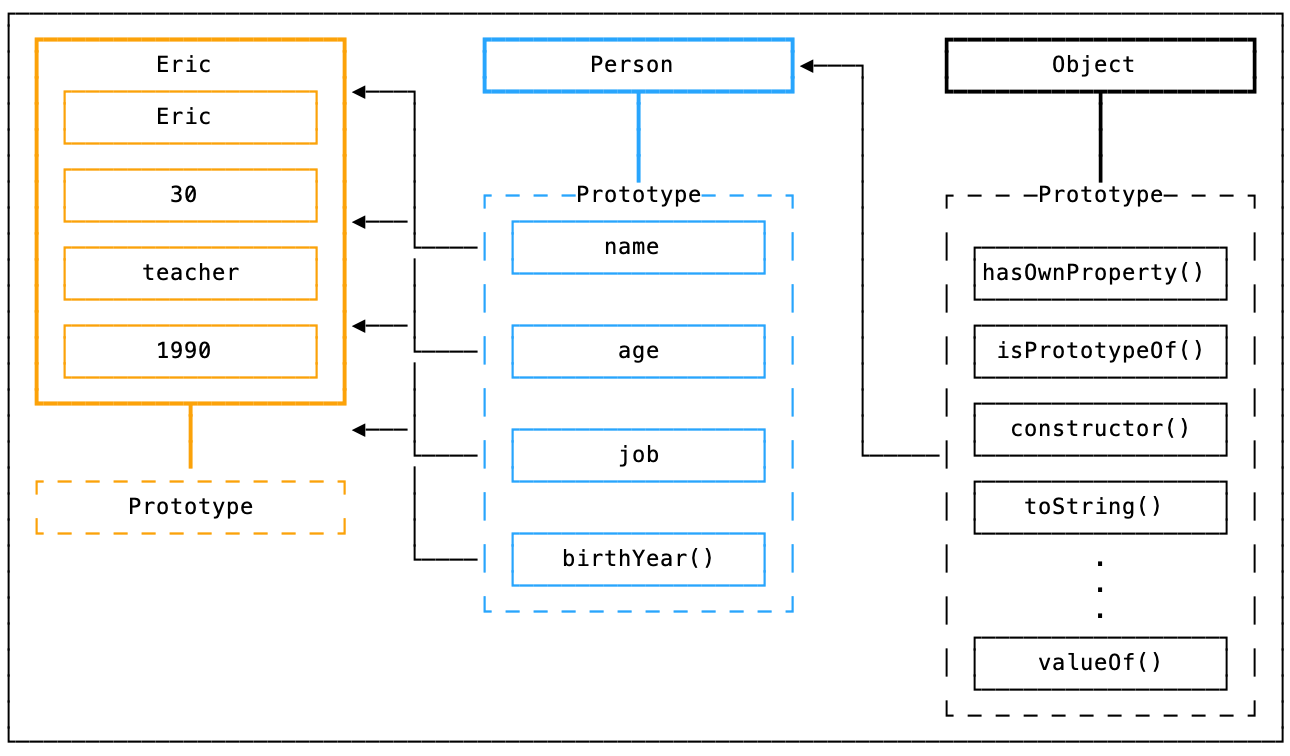 Eric
Eric
30
teacher
1990
Prototype
Person
Prototype
name
age
job
birthYear()
Object
Prototype
hasOwnProperty()
isPrototypeOf()
constructor()
toString()
.
.
.
valueOf()